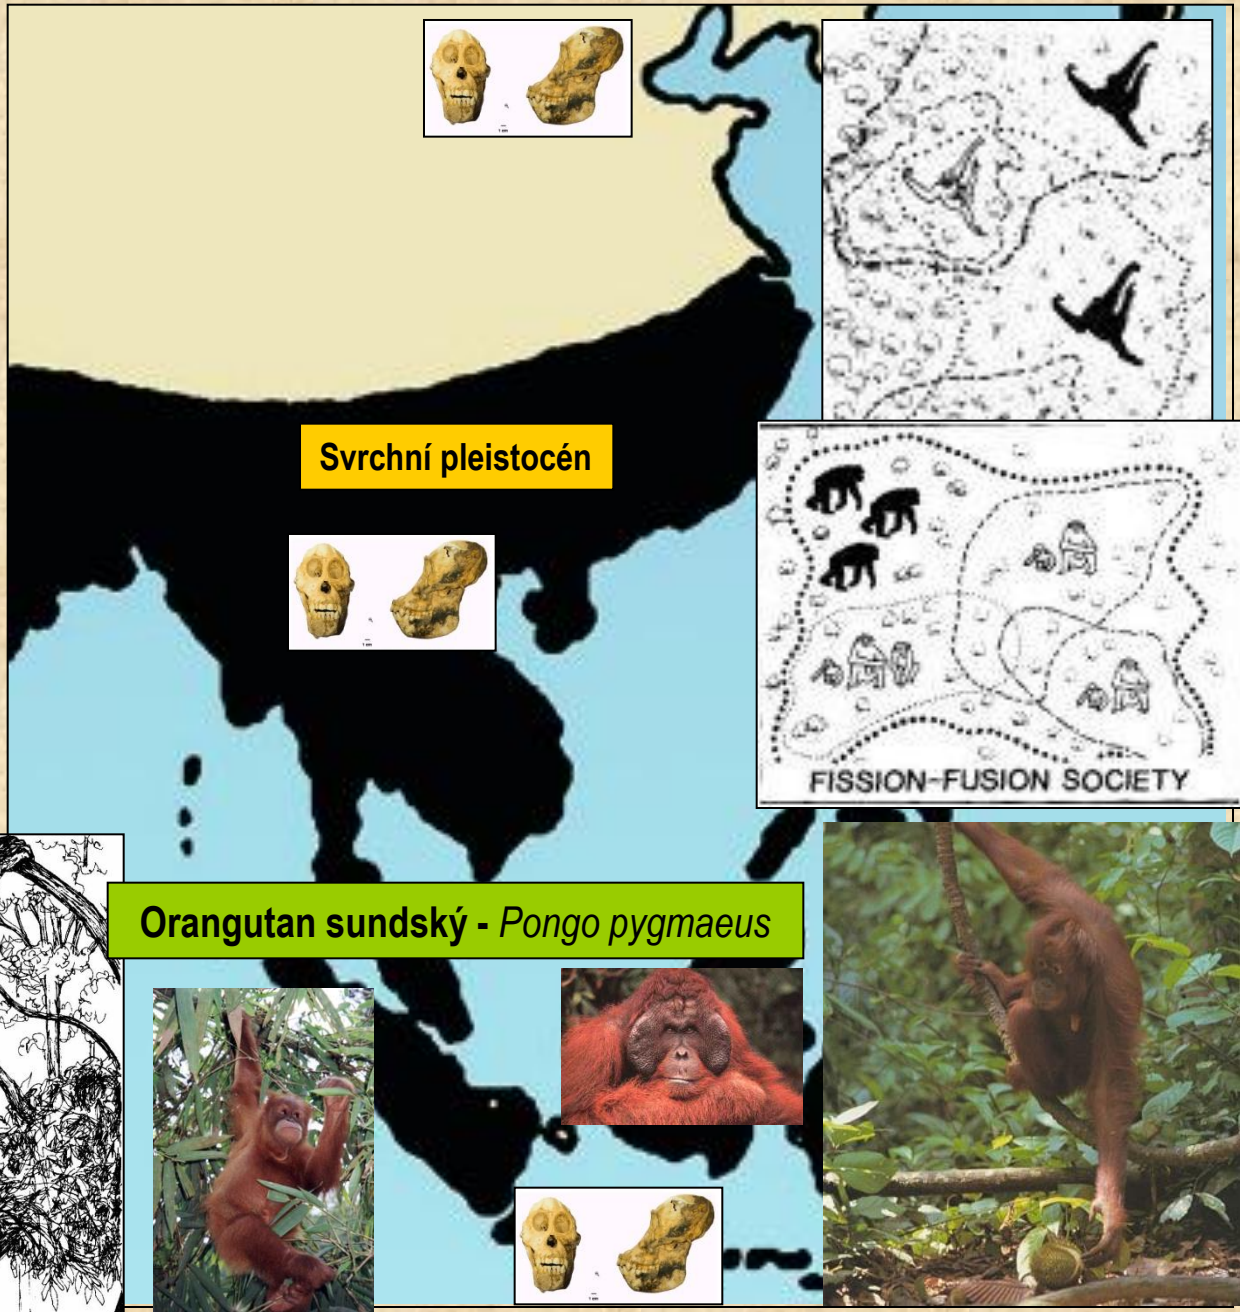 Svrchní pleistocén
FISSION-FUSION SOCIETY
Orangutan sundský - Pongo pygmaeus